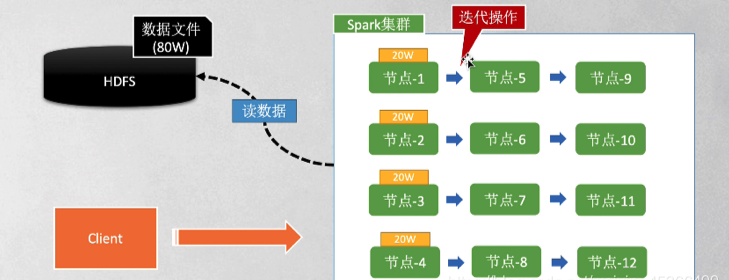 数据文件
(80W)
HDFS
读数据
Client
Spark集群
迭代操作
20W
节点-1
节点-5
节点-9
20W
节点-2
节点-6
节点-10
20W
节点-3
节点-7
节点-11
20W
节点-4
节点-8
节点-12